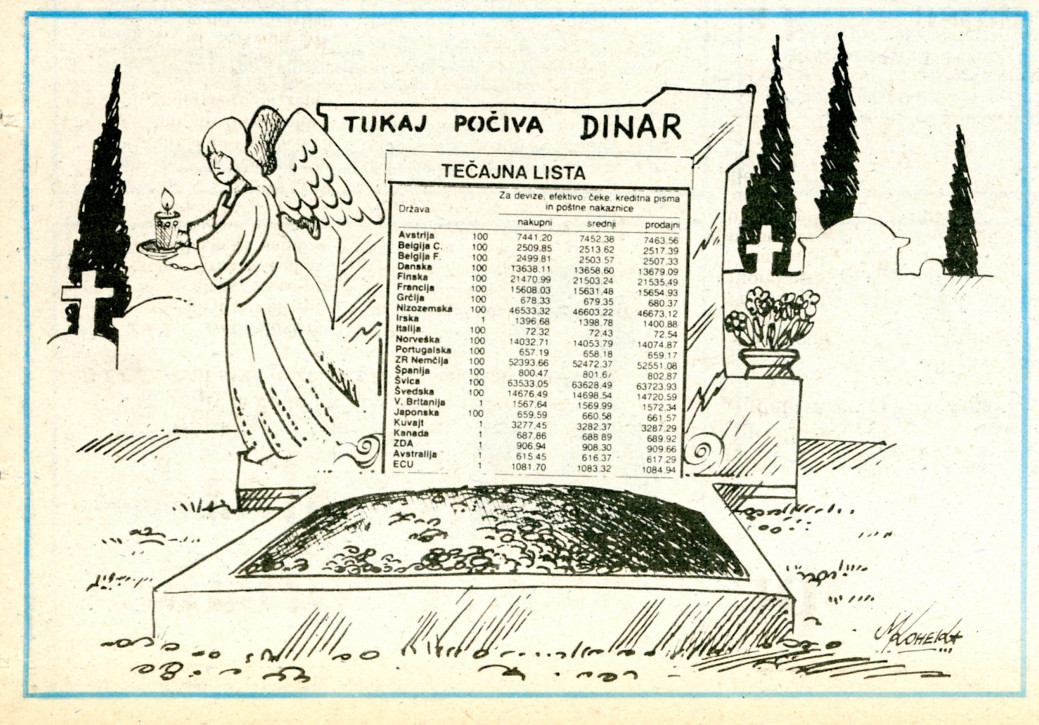 TUKAJ POČIVA DINAR
TEČAJNA LISTA
Država
Za devize, efektivo, čeke, kreditna pisma
in poštne nakaznice
nakupni srednji prodajni
Avstrija 100 7441.20 7452.38 7463.56
Belgija C. 100 2509.85 2513.62 2517.39
Belgija F. 100 2499.81 2503.57 2507.33
Danska 100 13638.11 13658.60 13679.09
Finska 100 21470.99 21503.24 21535.49
Francija 100 15608.03 15631.48 15654.93
Grčija 100 678.33 679.35 680.37
Nizozemska 100 46533.32 46603.22 46673.12
Irska 1 1396.68 1398.78 1400.88
Italija 100 72.32 72.43 72.54
Norveška 100 14032.71 14053.79 14074.87
Portugalska 100 657.19 658.18 659.17
ZR Nemčija 100 52393.66 52472.37 52551.08
Španija 100 800.47 801.67 802.87
Švica 100 63533.05 63628.49 63723.93
Švedska 100 14676.49 14698.54 14720.59
V. Britanija 1 1567.64 1569.99 1572.34
Japonska 100 659.59 660.58 661.57
Kuvajt 1 3277.45 3282.37 3287.29
Kanada 1 687.86 688 89 689.92
ZDA 1 906.94 908.30 909.66
Avstralija 1 615.45 616.37 617.29
ECU 1 1081.70 1083.32 1084.94